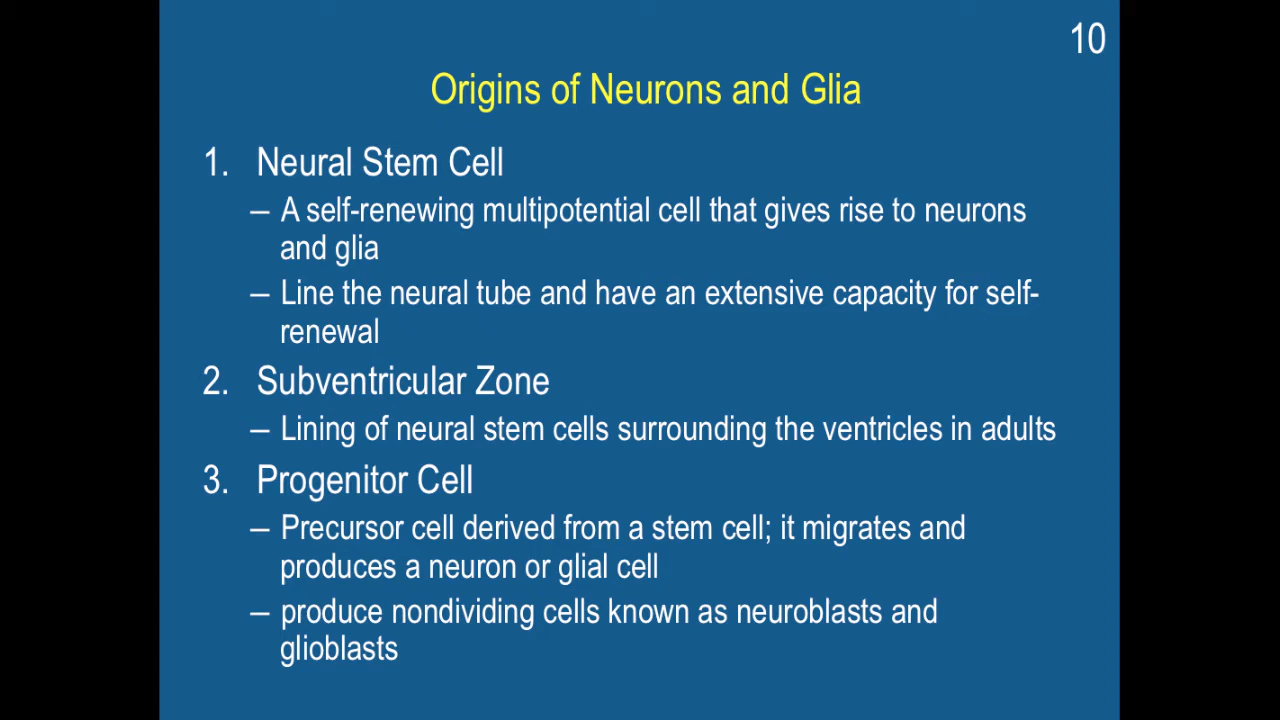 10
Origins of Neurons and Glia
1. Neural Stem Cell
– A self-renewing multipotential cell that gives rise to neurons
and glia
– Line the neural tube and have an extensive capacity for self-
renewal
2. Subventricular Zone
– Lining of neural stem cells surrounding the ventricles in adults
3. Progenitor Cell
– Precursor cell derived from a stem cell; it migrates and
produces a neuron or glial cell
– produce nondividing cells known as neuroblasts and
glioblasts